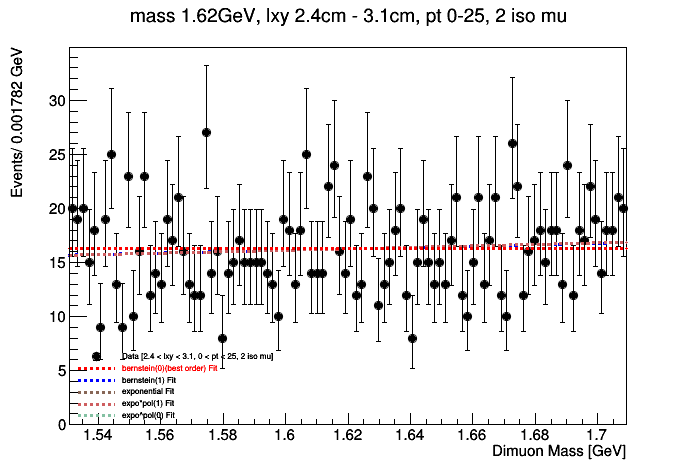 mass 1.62GeV, lxy 2.4cm - 3.1cm, pt 0-25, 2 iso mu
Events/ 0.001782 GeV
30
25
20
15
10
5
0
Data [2.4 < lxy < 3.1, 0 < pt < 25, 2 iso mu]
bernstein(0)(best order) Fit
bernstein(1) Fit
exponential Fit
expo*pol(1) Fit
expo*pol(0) Fit
1.54 1.56 1.58 1.6 1.62 1.64 1.66 1.68 1.7
Dimuon Mass [GeV]